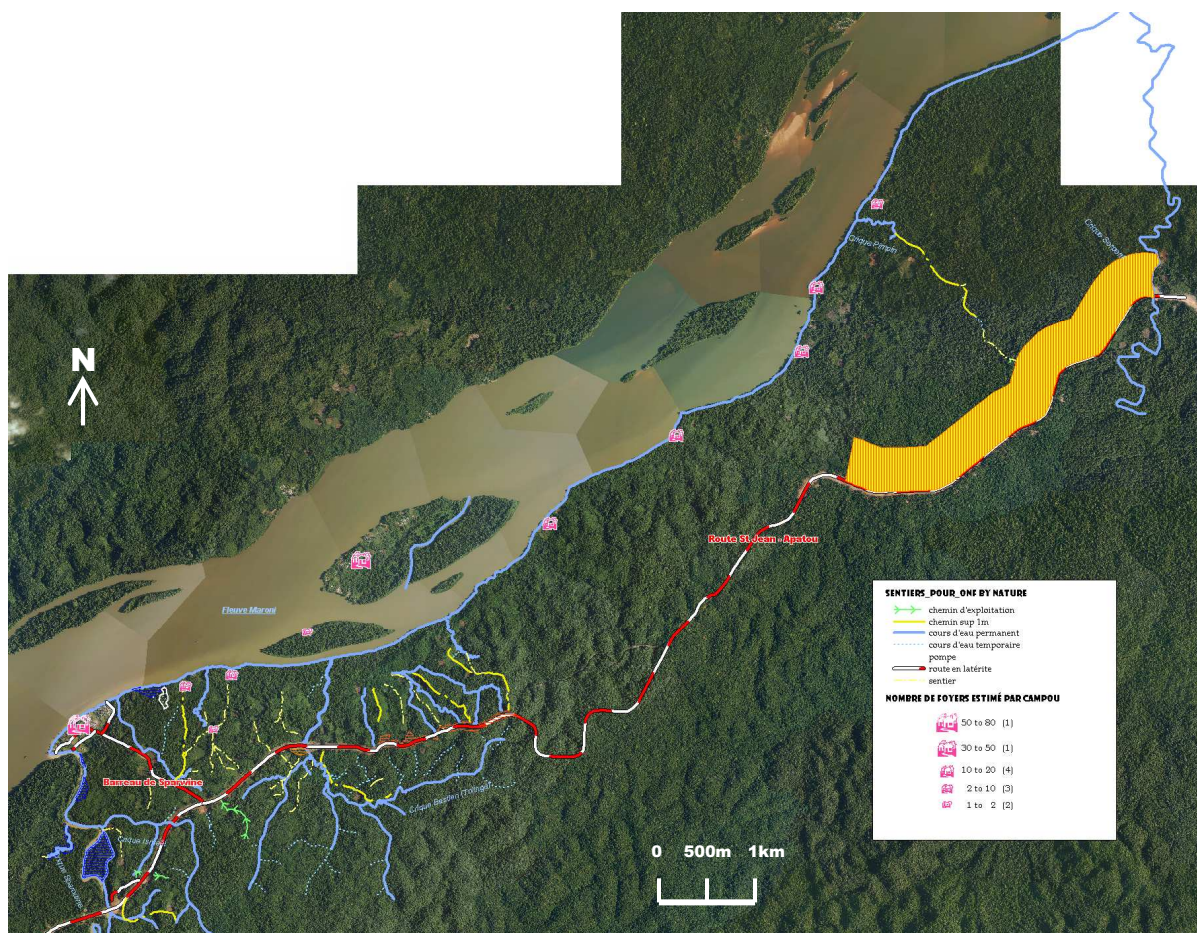 Crique Pimpin
N
Route St Jean - Apatou
Fleuve Maroni
SENTIERS_POUR_ONF BY NATURE
chemin d'exploitation
chemin sup 1m
cours d'eau permanent
cours d'eau temporaire
pompe
route en latérite
sentier
NOMBRE DE FOYERS ESTIMÉ PAR CAMPOU
50 to 80 (1)
30 to 50 (1)
10 to 20 (4)
2 to 10 (3)
1 to 2 (2)
Barreau de Sparwine
Crique Bastien
0 500m 1km
Crique Sparouine